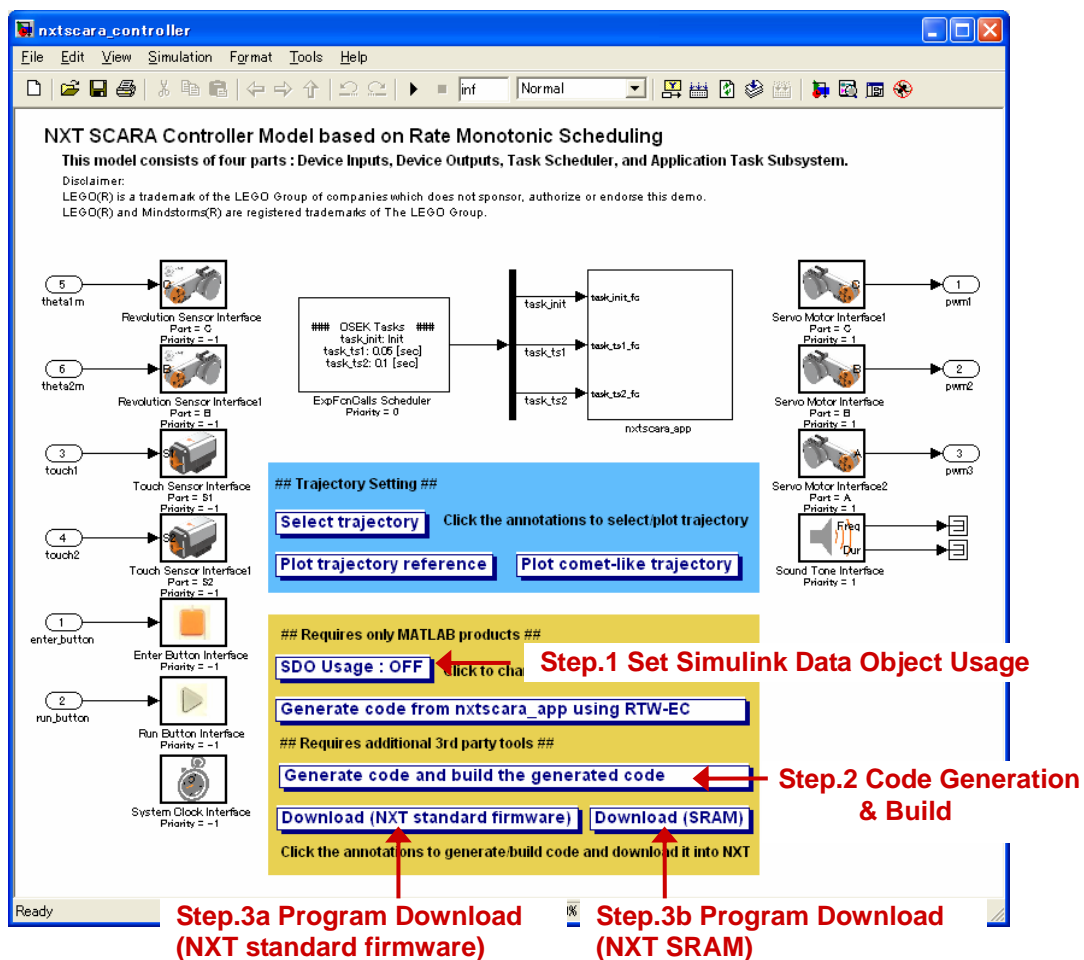 nxtscara_controller
File Edit View Simulation Format Tools Help
inf Normal
NXT SCARA Controller Model based on Rate Monotonic Scheduling
This model consists of four parts : Device Inputs, Device Outputs, Task Scheduler, and Application Task Subsystem.
Disclaimer:
LEGO(R) is a trademark of the LEGO Group of companies which does not sponsor, authorize or endorse this demo.
LEGO(R) and Mindstorms(R) are registered trademarks of The LEGO Group.
5
theta1m
C
Revolution Sensor Interface
Port = C
Priority = -1
6
theta2m
B
Revolution Sensor Interface1
Port = B
Priority = -1
3
touch1
S1
Touch Sensor Interface
Port = S1
Priority = -1
4
touch2
S2
Touch Sensor Interface1
Port = S2
Priority = -1
1
enter_button
Enter Button Interface
Priority = -1
2
run_button
Run Button Interface
Priority = -1
System Clock Interface
Priority = -1
### OSEK Tasks ###
task_init: Init
task_ts1: 0.05 [sec]
task_ts2: 0.1 [sec]
ExpFcnCalls Scheduler
Priority = 0
task_init
task_ts1
task_ts2
task_init_fc
task_ts1_fc
task_ts2_fc
nxtscara_app
C
1
pwm1
Servo Motor Interface1
Port = C
Priority = 1
B
2
pwm2
Servo Motor Interface
Port = B
Priority = 1
A
3
pwm3
Servo Motor Interface2
Port = A
Priority = 1
Freq
Dur
Sound Tone Interface
Priority = 1
## Trajectory Setting ##
Select trajectory Click the annotations to select/plot trajectory
Plot trajectory reference Plot comet-like trajectory
## Requires only MATLAB products ##
SDO Usage : OFF Click to cha
Step.1 Set Simulink Data Object Usage
Generate code from nxtscara_app using RTW-EC
## Requires additional 3rd party tools ##
Generate code and build the generated code
Step.2 Code Generation
& Build
Download (NXT standard firmware) Download (SRAM)
Click the annotations to generate/build code and download it into NXT
Ready %
Step.3a Program Download
(NXT standard firmware)
Step.3b Program Download
(NXT SRAM)